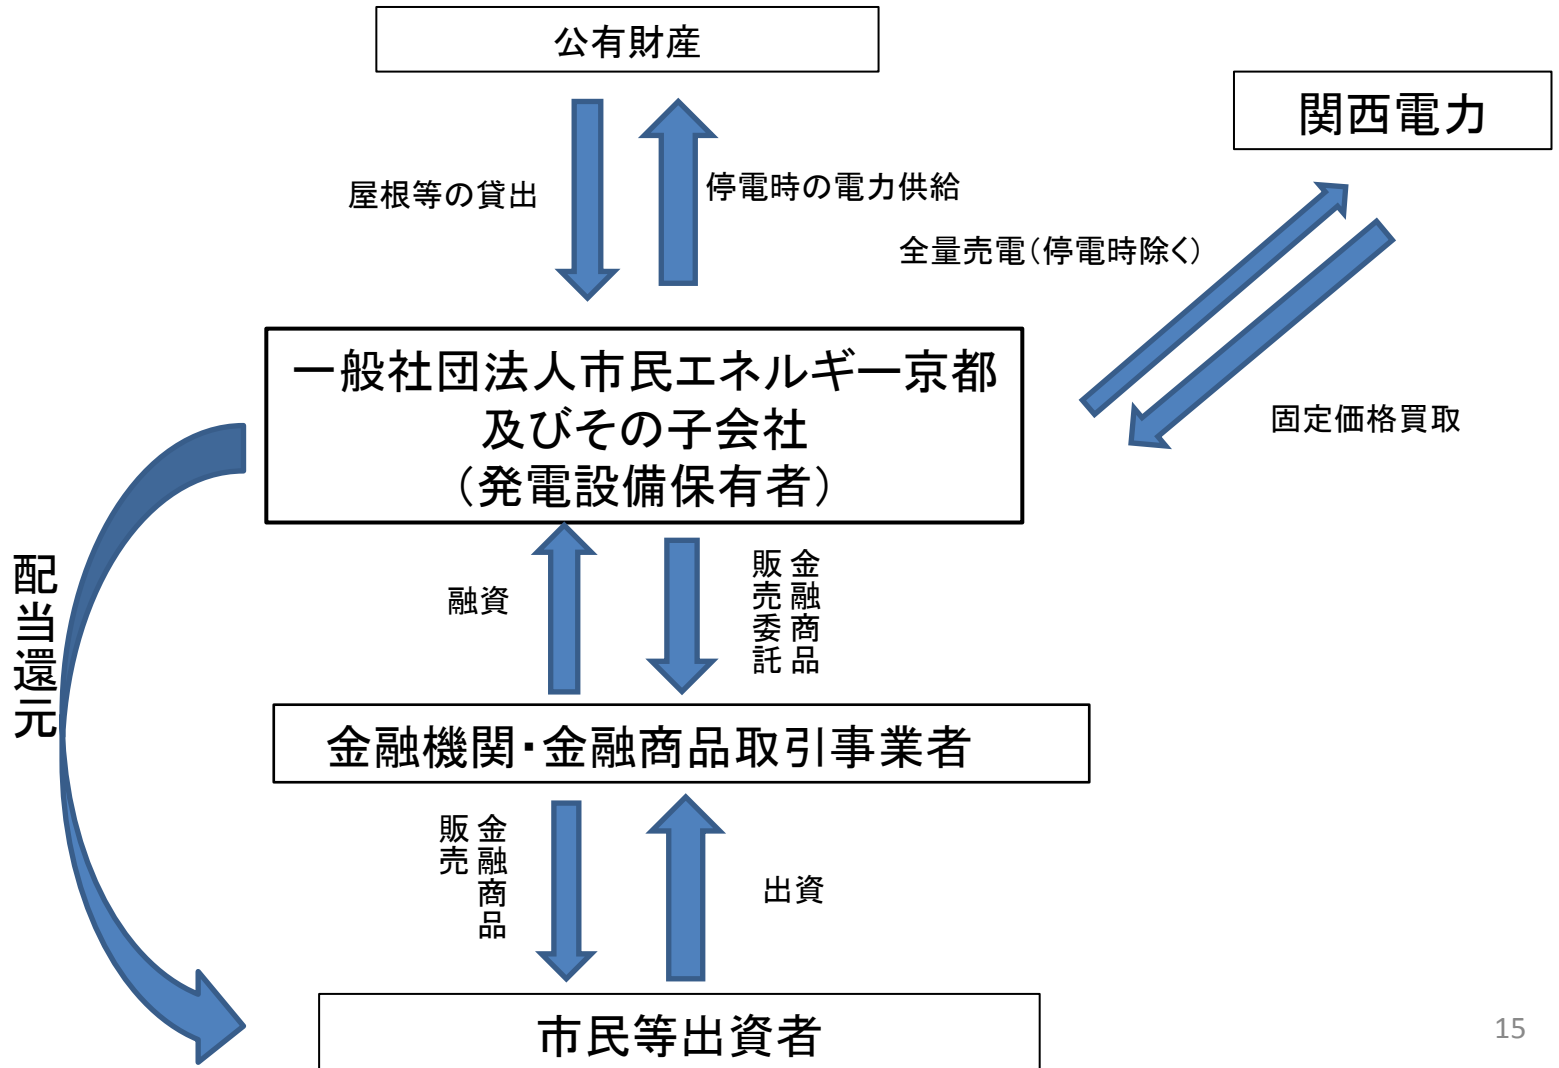 公有財産
関西電力
屋根等の貸出
停電時の電力供給
全量売電(停電時除く)
固定価格買取
一般社団法人市民エネルギー京都
及びその子会社
(発電設備保有者)
配当還元
融資
金融商品
販売委託
金融機関・金融商品取引事業者
金融商品
販売
出資
市民等出資者
15